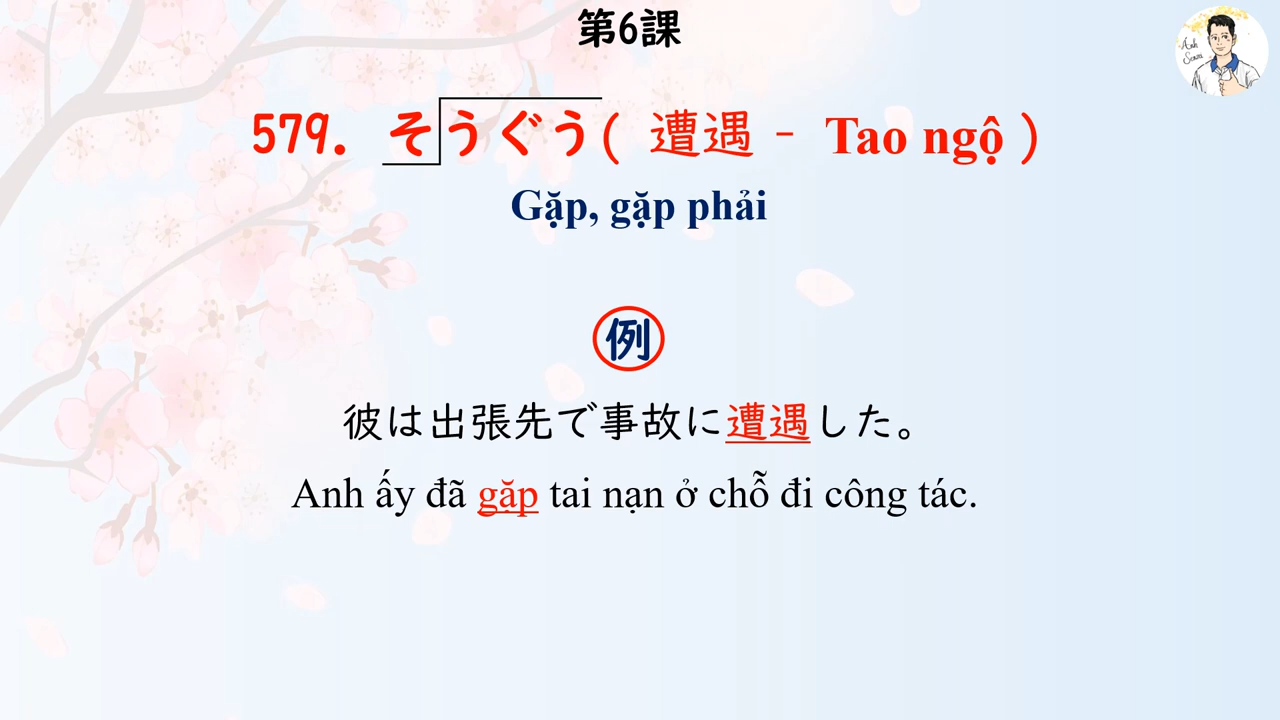 第6課
Anh
Sensei
579. そうぐう( 遭遇 - Tao ngộ )
Gặp, gặp phải
例
彼は出張先で事故に遭遇した。
Anh ấy đã gặp tai nạn ở chỗ đi công tác.